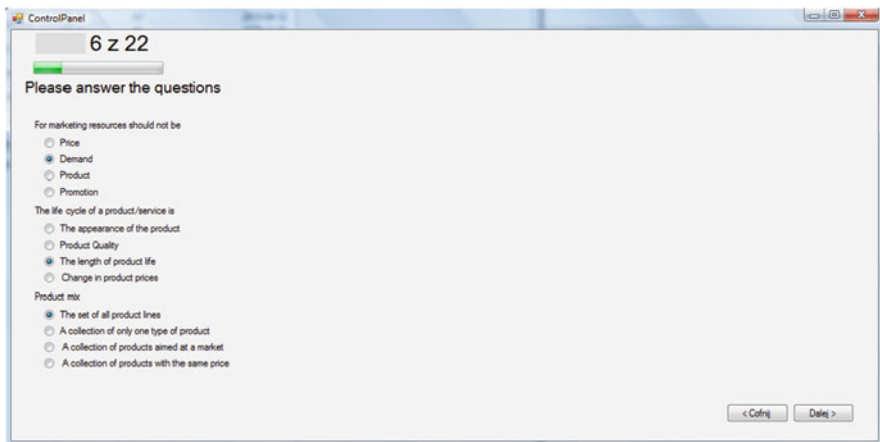 ControlPanel
6 z 22
Please answer the questions
For marketing resources should not be
Price
Demand
Product
Promotion
The life cycle of a product/service is
The appearance of the product
Product Quality
The length of product life
Change in product prices
Product mix
The set of all product lines
A collection of only one type of product
A collection of products aimed at a market
A collection of products with the same price
< Cofnij Dalej >